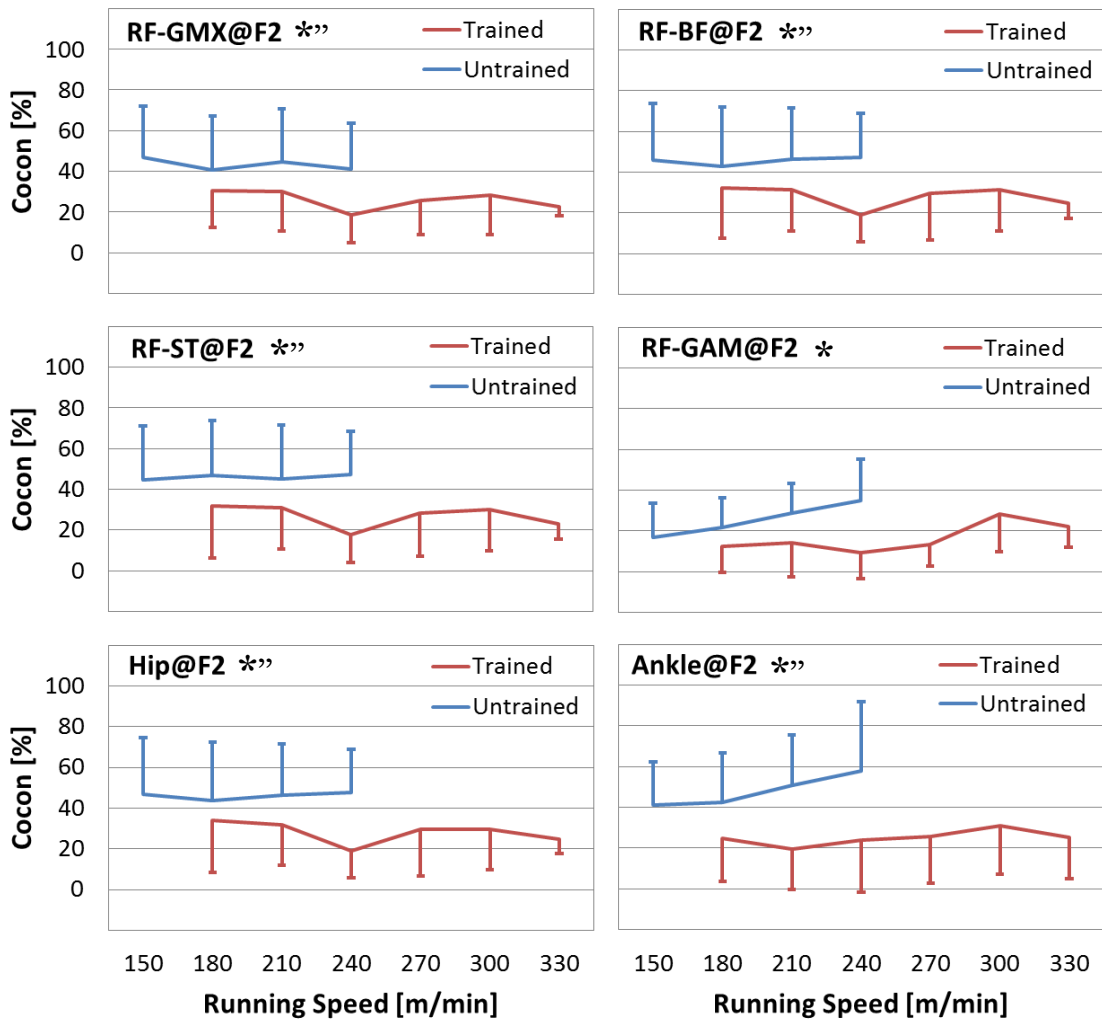 RF-GMX@F2 *”
Trained
Untrained
Cocon [%]
100
80
60
40
20
0
RF-BF@F2 *”
Trained
Untrained
RF-ST@F2 *”
Trained
Untrained
Cocon [%]
100
80
60
40
20
0
RF-GAM@F2 *
Trained
Untrained
Hip@F2 *”
Trained
Untrained
Cocon [%]
100
80
60
40
20
0
Ankle@F2 *”
Trained
Untrained
150 180 210 240 270 300 330
Running Speed [m/min]
150 180 210 240 270 300 330
Running Speed [m/min]